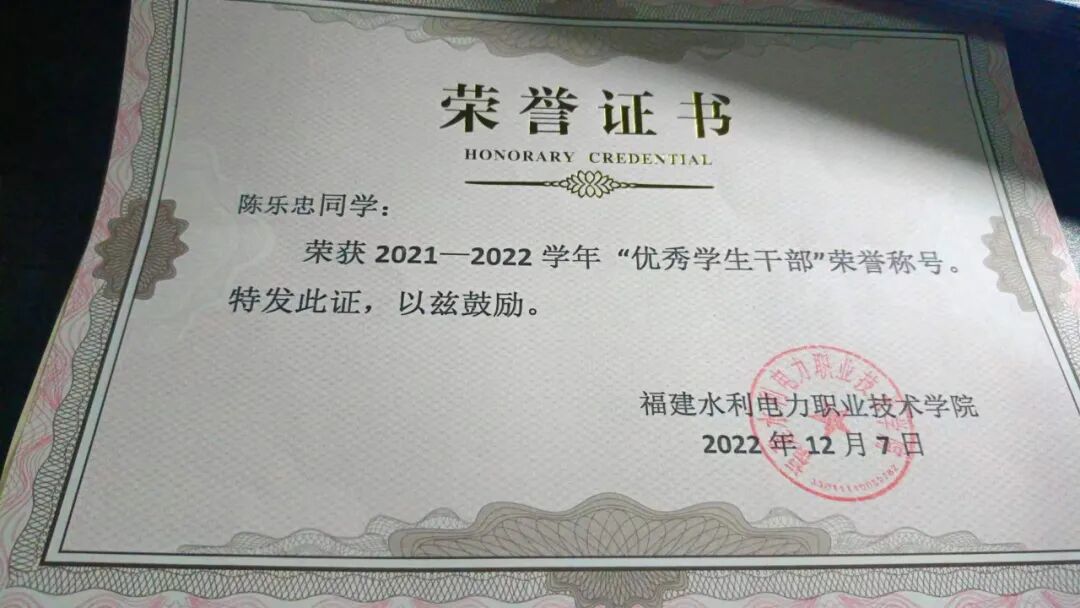 荣誉证书
HONORARY CREDENTIAL
陈乐忠同学：
荣获 2021—2022 学年 “优秀学生干部”荣誉称号。
特发此证，以兹鼓励。
福建水利电力职业技术学院
2022 年 12 月 7 日